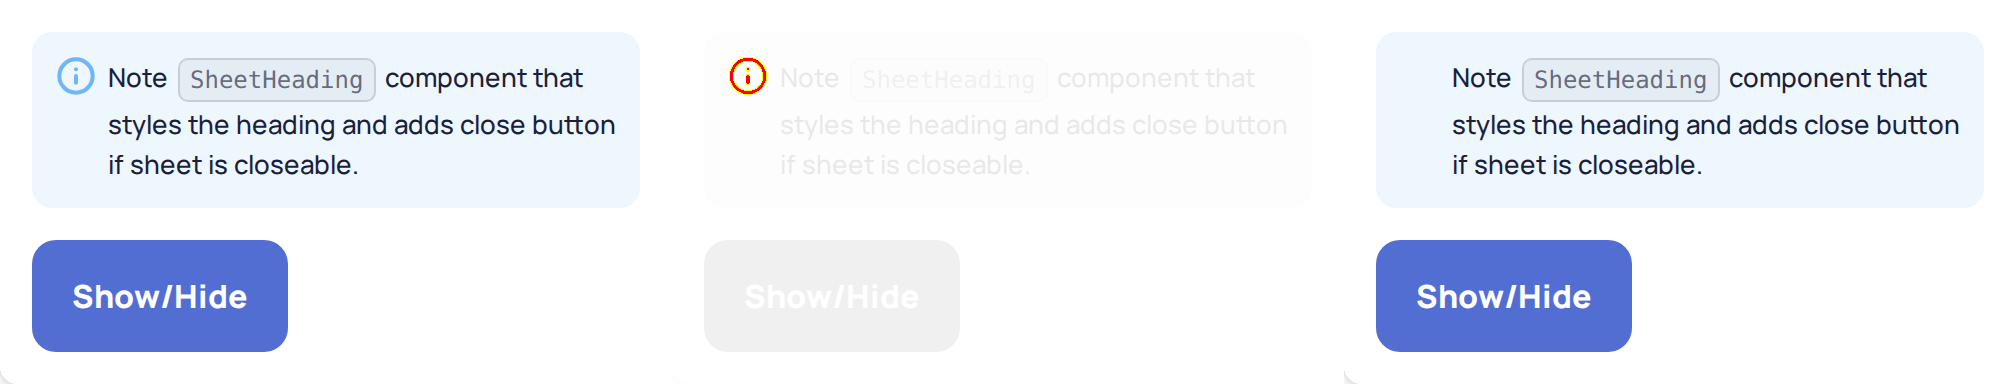 Note SheetHeading component that
styles the heading and adds close button
if sheet is closeable.
Show/Hide
Note SheetHeading component that
styles the heading and adds close button
if sheet is closeable.
Show/Hide
Note SheetHeading component that
styles the heading and adds close button
if sheet is closeable.
Show/Hide